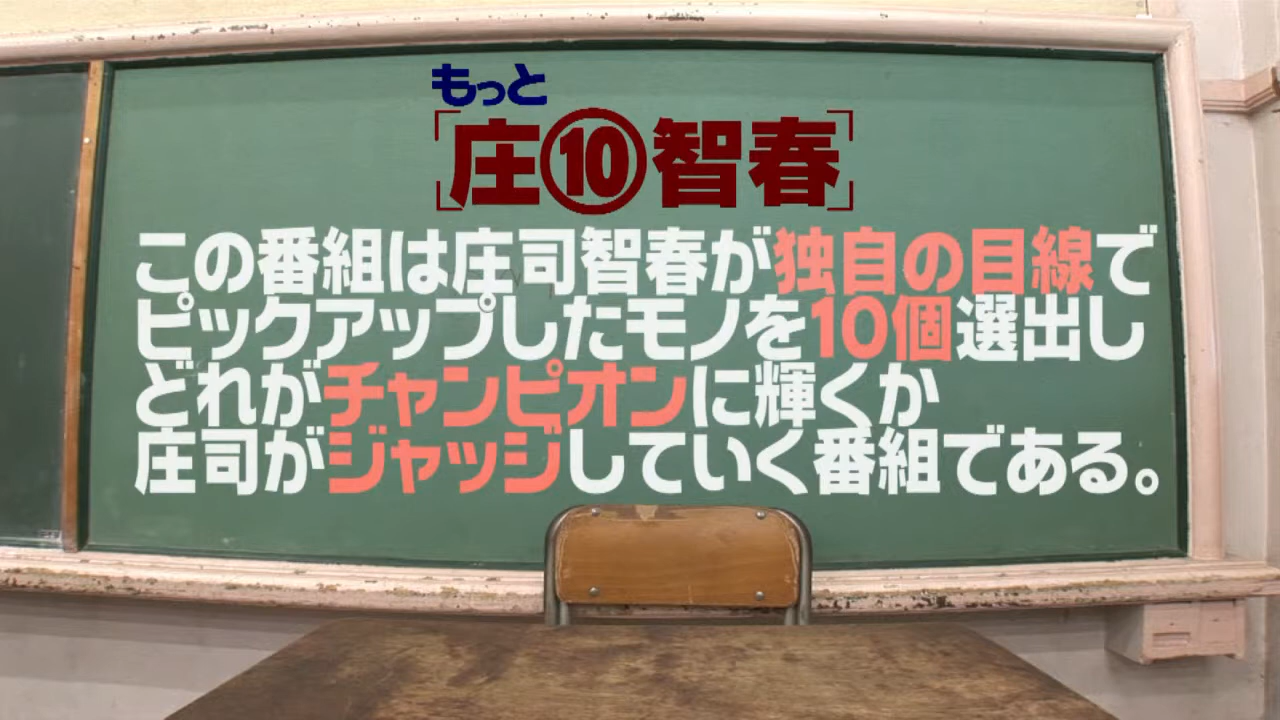 もっと
庄⑩智春
この番組は庄司智春が独自の目線で
ピックアップしたモノを10個選出し
どれがチャンピオンに輝くか
庄司がジャッジしていく番組である。